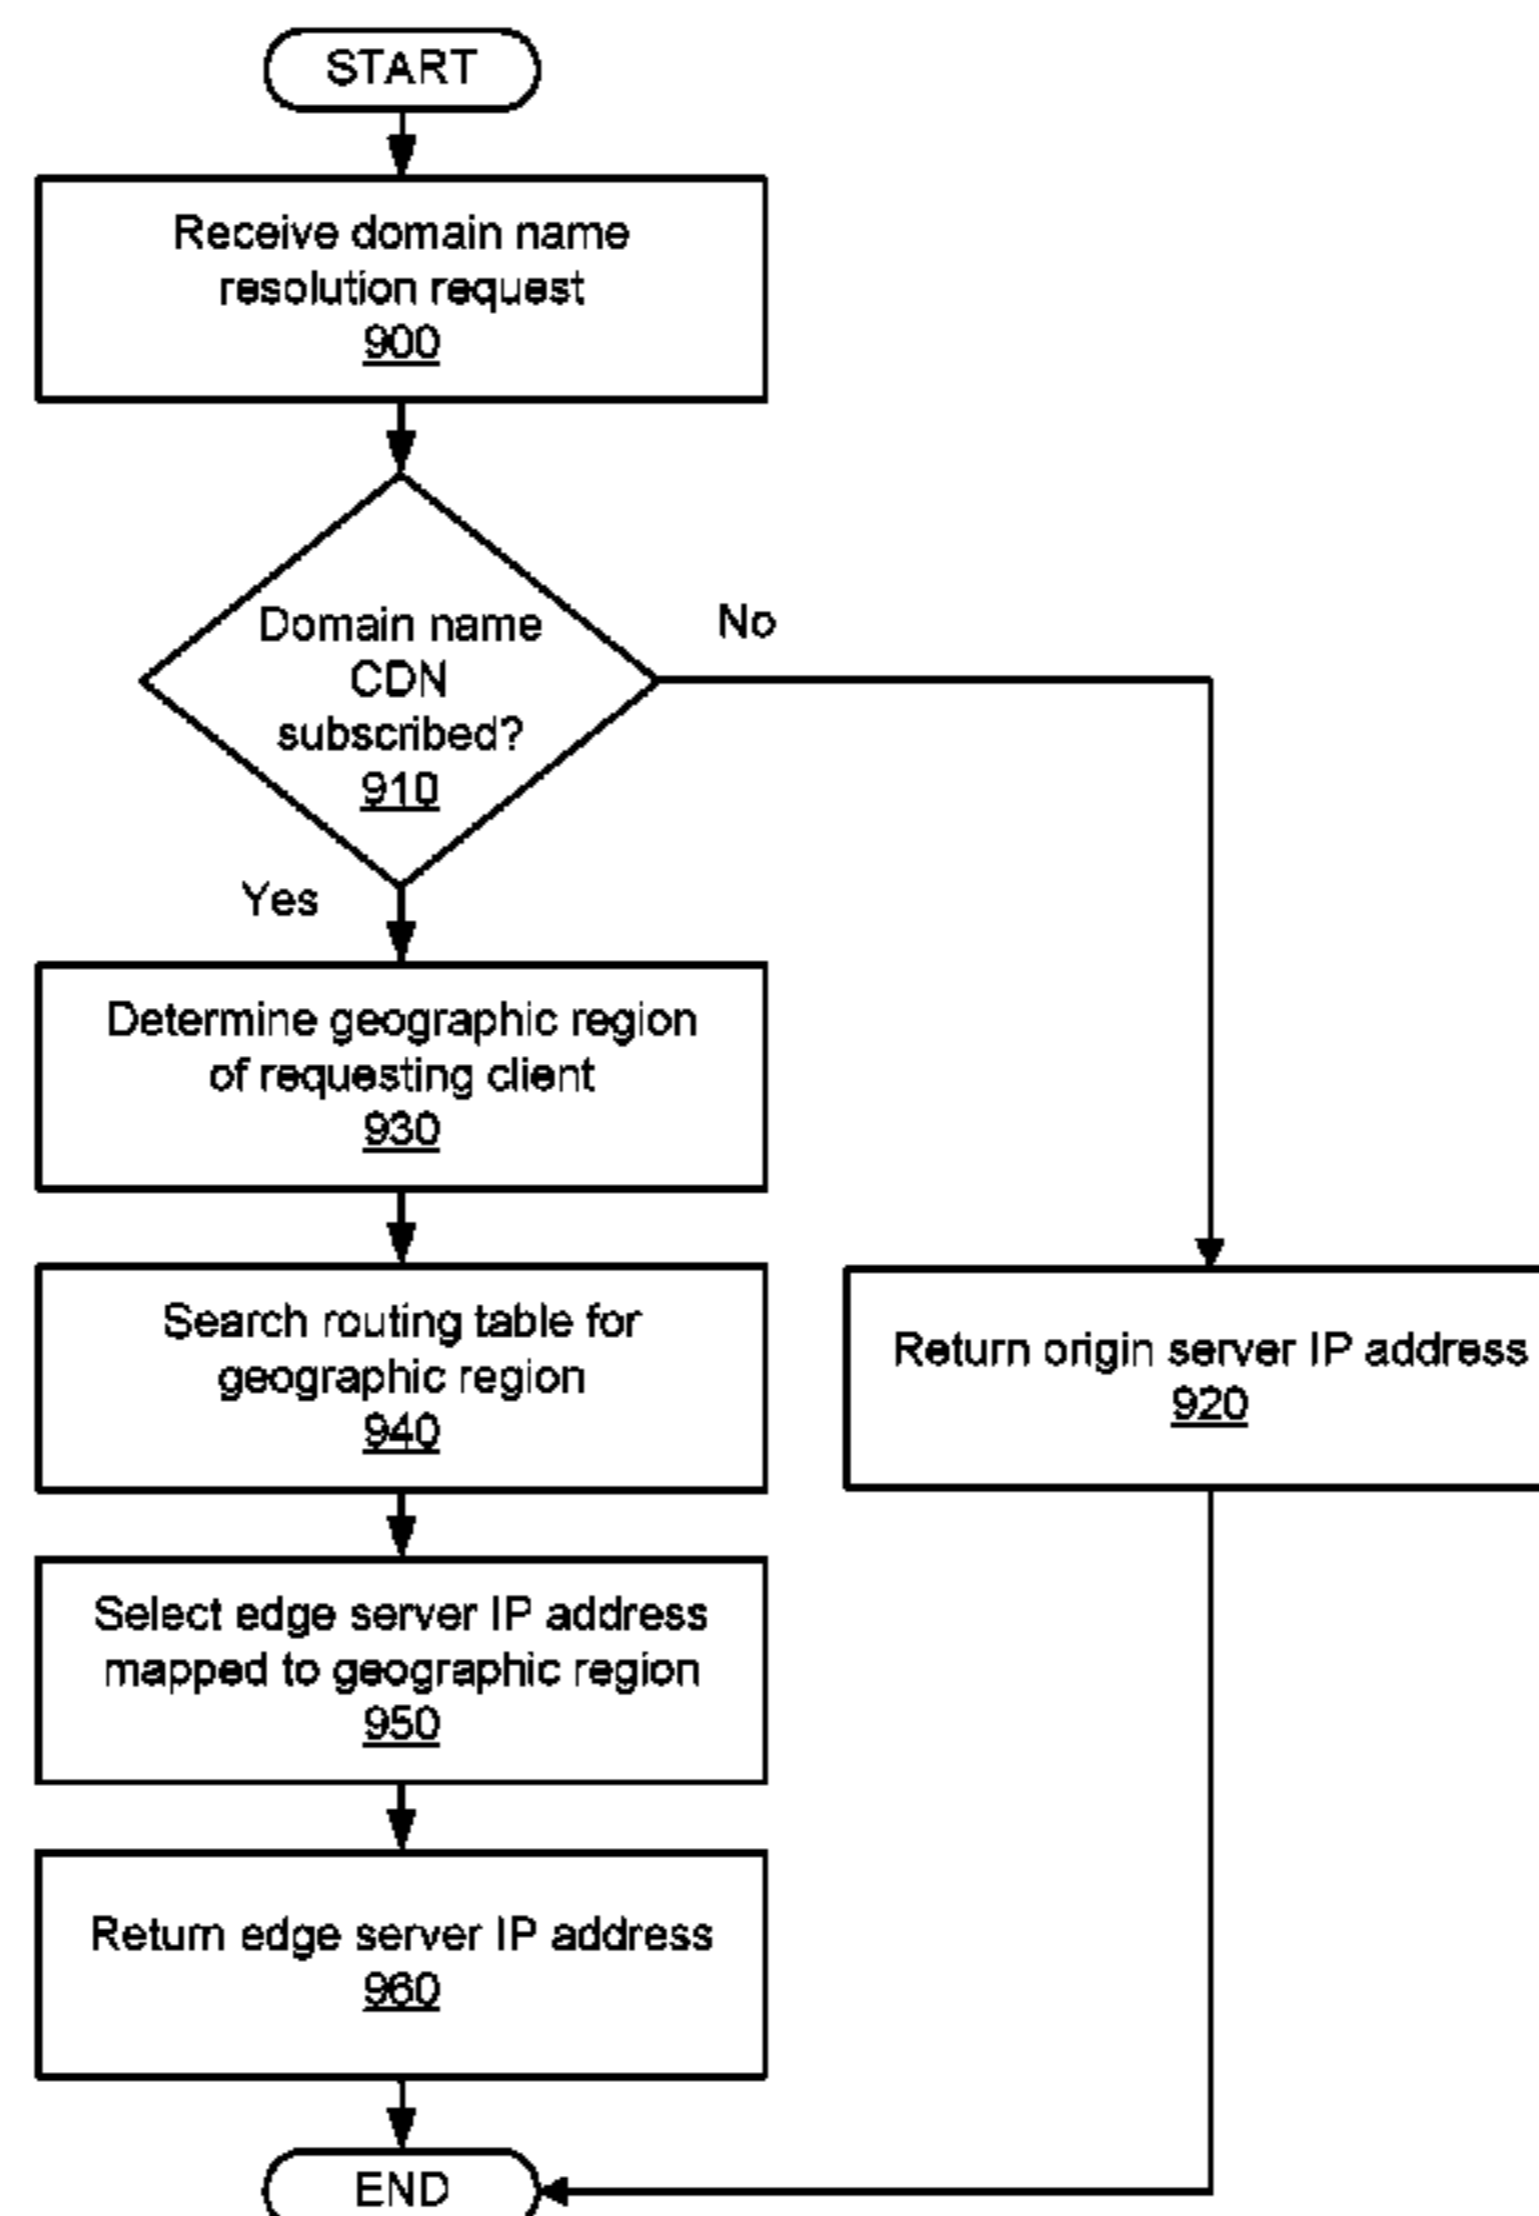 START
Receive domain name
resolution request
900
Domain name
CDN
subscribed?
910
No
Yes
Determine geographic region
of requesting client
930
Search routing table for
geographic region
940
Return origin server IP address
920
Select edge server IP address
mapped to geographic region
950
Return edge server IP address
960
END